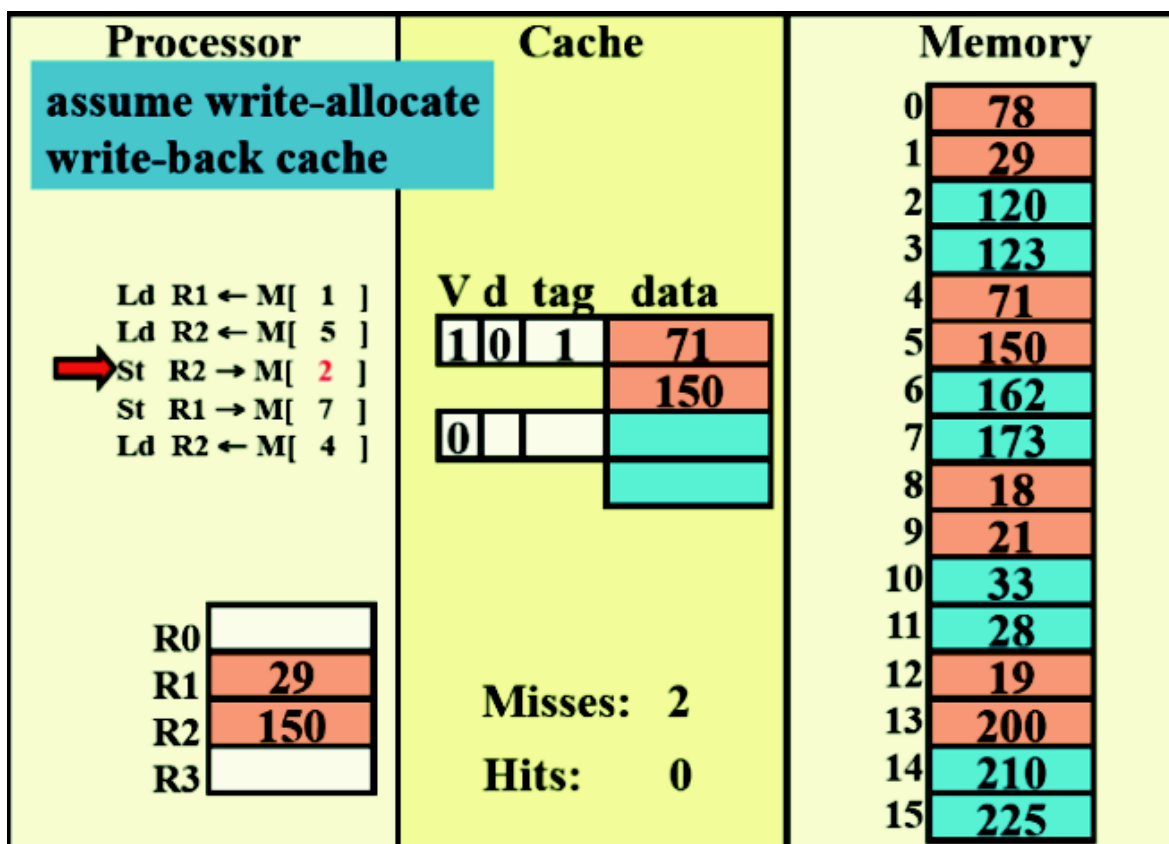 Processor
assume write-allocate
write-back cache
Ld R1 ← M[ 1 ]
Ld R2 ← M[ 5 ]
St R2 → M[ 2 ]
St R1 → M[ 7 ]
Ld R2 ← M[ 4 ]
R0
R1 29
R2 150
R3
Cache
V d tag data
1 0 1 71
150
0
Misses: 2
Hits: 0
Memory
0 78
1 29
2 120
3 123
4 71
5 150
6 162
7 173
8 18
9 21
10 33
11 28
12 19
13 200
14 210
15 225